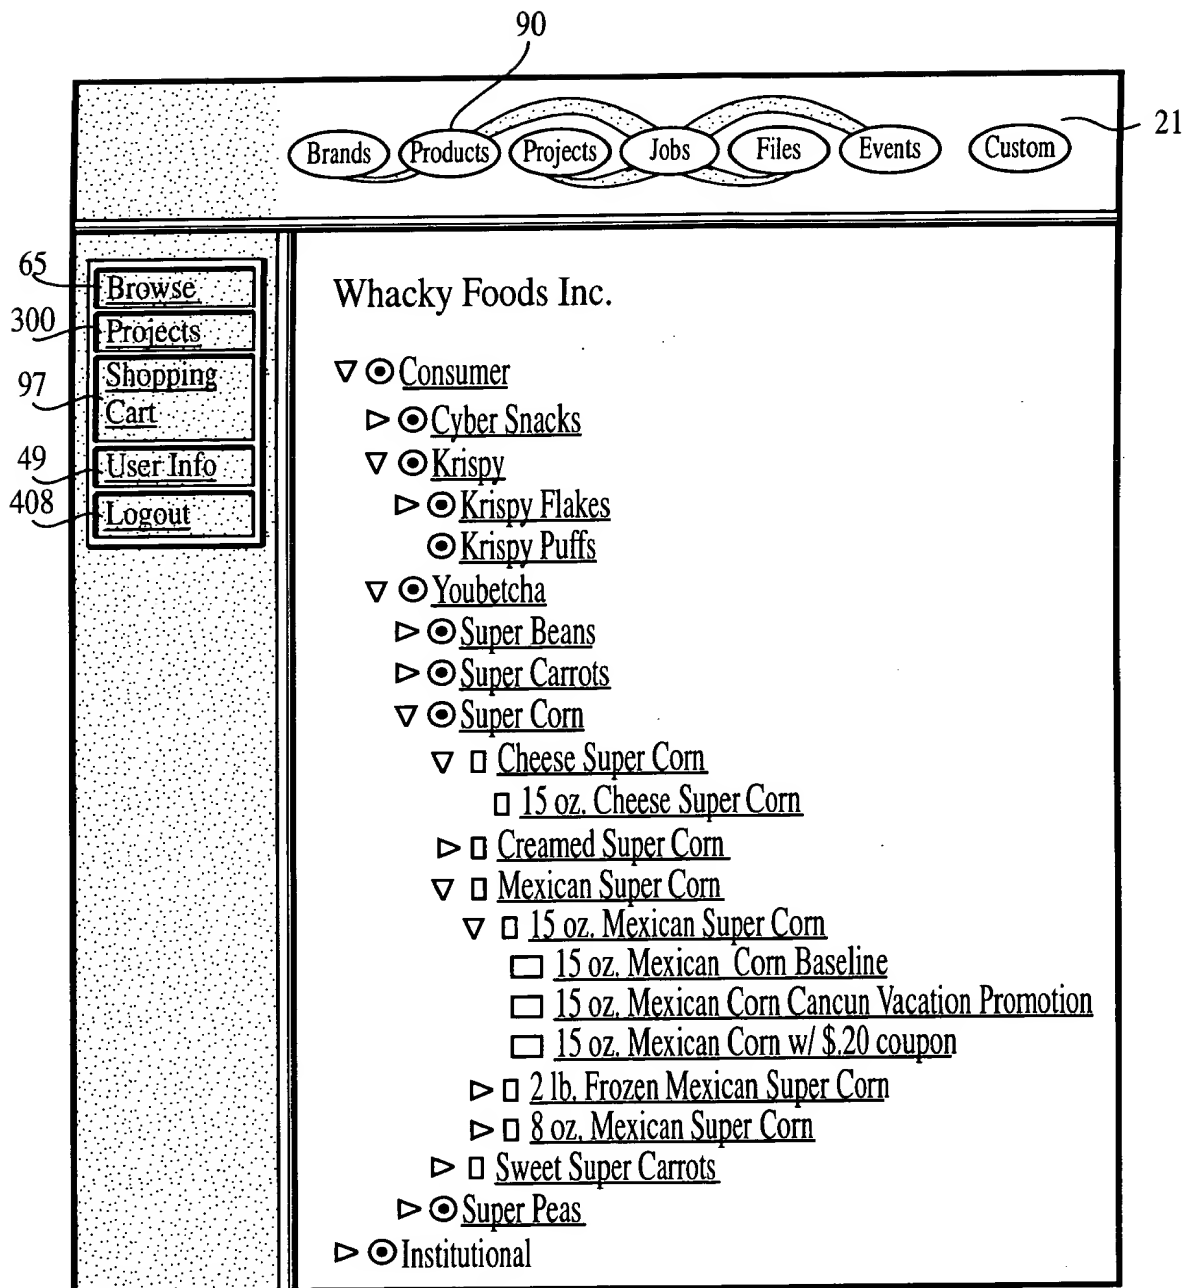 90
Brands Products Projects Jobs Files Events Custom 21
65 Browse
300 Projects
97 Shopping
Cart
49 User Info
408 Logout
Whacky Foods Inc.
Consumer
Cyber Snacks
Krispy
Krispy Flakes
Krispy Puffs
Youbetcha
Super Beans
Super Carrots
Super Corn
Cheese Super Corn
15 oz. Cheese Super Corn
Creamed Super Corn
Mexican Super Corn
15 oz. Mexican Super Corn
15 oz. Mexican Corn Baseline
15 oz. Mexican Corn Cancun Vacation Promotion
15 oz. Mexican Corn w/ $.20 coupon
2 lb. Frozen Mexican Super Corn
8 oz. Mexican Super Corn
Sweet Super Carrots
Super Peas
Institutional